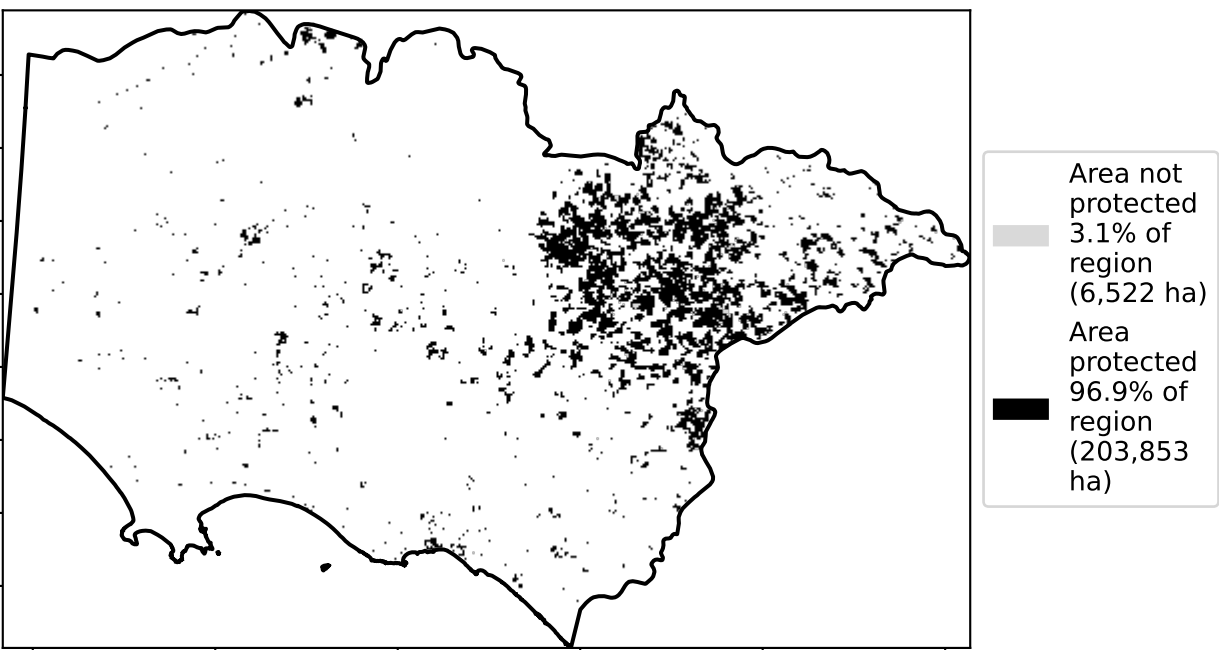 Area not
protected
3.1% of
region
(6,522 ha)
Area
protected
96.9% of
region
(203,853
ha)